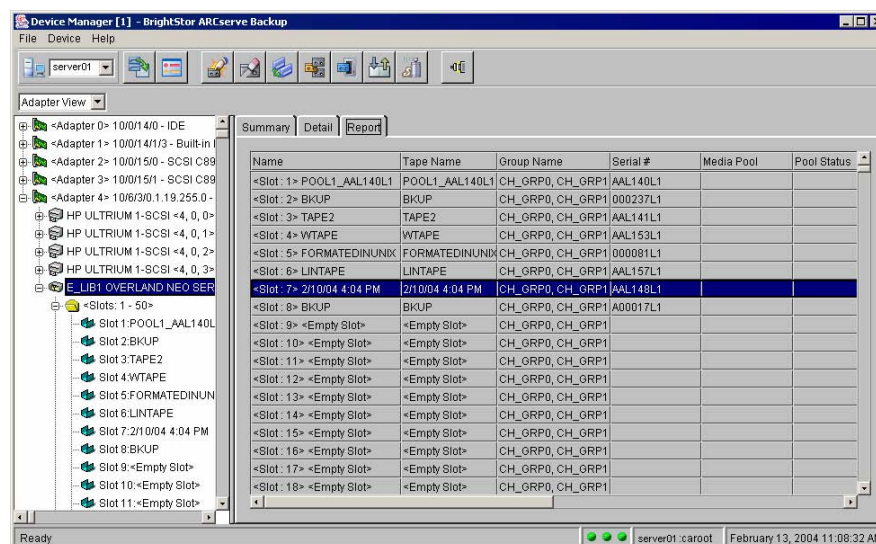 Device Manager [1] - BrightStor ARCserve Backup
File Device Help
server01
Adapter View
<Adapter 0> 10/0/14/0 - IDE
<Adapter 1> 10/0/14/1/3 - Built-in
<Adapter 2> 10/0/15/0 - SCSI C89
<Adapter 3> 10/0/15/1 - SCSI C89
<Adapter 4> 10/6/3/0.1.19.255.0 -
HP ULTRIUM 1-SCSI <4, 0, 0>
HP ULTRIUM 1-SCSI <4, 0, 1>
HP ULTRIUM 1-SCSI <4, 0, 2>
HP ULTRIUM 1-SCSI <4, 0, 3>
E_LIB1 OVERLAND NEO SER
<Slots: 1 - 50>
Slot 1:POOL1_AAL140L
Slot 2:BKUP
Slot 3:TAPE2
Slot 4:WTAPE
Slot 5:FORMATEDINUN
Slot 6:LINTAPE
Slot 7:2/10/04 4:04 PM
Slot 8:BKUP
Slot 9:<Empty Slot>
Slot 10:<Empty Slot>
Slot 11:<Empty Slot>
Summary Detail Report
Name Tape Name Group Name Serial # Media Pool Pool Status
<Slot: 1> POOL1_AAL140L1 POOL1_AAL140L1 CH_GRP0, CH_GRP1 AAL140L1
<Slot: 2> BKUP BKUP CH_GRP0, CH_GRP1 000237L1
<Slot: 3> TAPE2 TAPE2 CH_GRP0, CH_GRP1 AAL141L1
<Slot: 4> WTAPE WTAPE CH_GRP0, CH_GRP1 AAL153L1
<Slot: 5> FORMATEDINUNIX FORMATEDINUNIX CH_GRP0, CH_GRP1 000081L1
<Slot: 6> LINTAPE LINTAPE CH_GRP0, CH_GRP1 AAL157L1
<Slot: 7> 2/10/04 4:04 PM 2/10/04 4:04 PM CH_GRP0, CH_GRP1 AAL148L1
<Slot: 8> BKUP BKUP CH_GRP0, CH_GRP1 A00017L1
<Slot: 9> <Empty Slot> <Empty Slot> CH_GRP0, CH_GRP1
<Slot: 10> <Empty Slot> <Empty Slot> CH_GRP0, CH_GRP1
<Slot: 11> <Empty Slot> <Empty Slot> CH_GRP0, CH_GRP1
<Slot: 12> <Empty Slot> <Empty Slot> CH_GRP0, CH_GRP1
<Slot: 13> <Empty Slot> <Empty Slot> CH_GRP0, CH_GRP1
<Slot: 14> <Empty Slot> <Empty Slot> CH_GRP0, CH_GRP1
<Slot: 15> <Empty Slot> <Empty Slot> CH_GRP0, CH_GRP1
<Slot: 16> <Empty Slot> <Empty Slot> CH_GRP0, CH_GRP1
<Slot: 17> <Empty Slot> <Empty Slot> CH_GRP0, CH_GRP1
<Slot: 18> <Empty Slot> <Empty Slot> CH_GRP0, CH_GRP1
Ready server01 :caroot February 13, 2004 11:08:32 AM